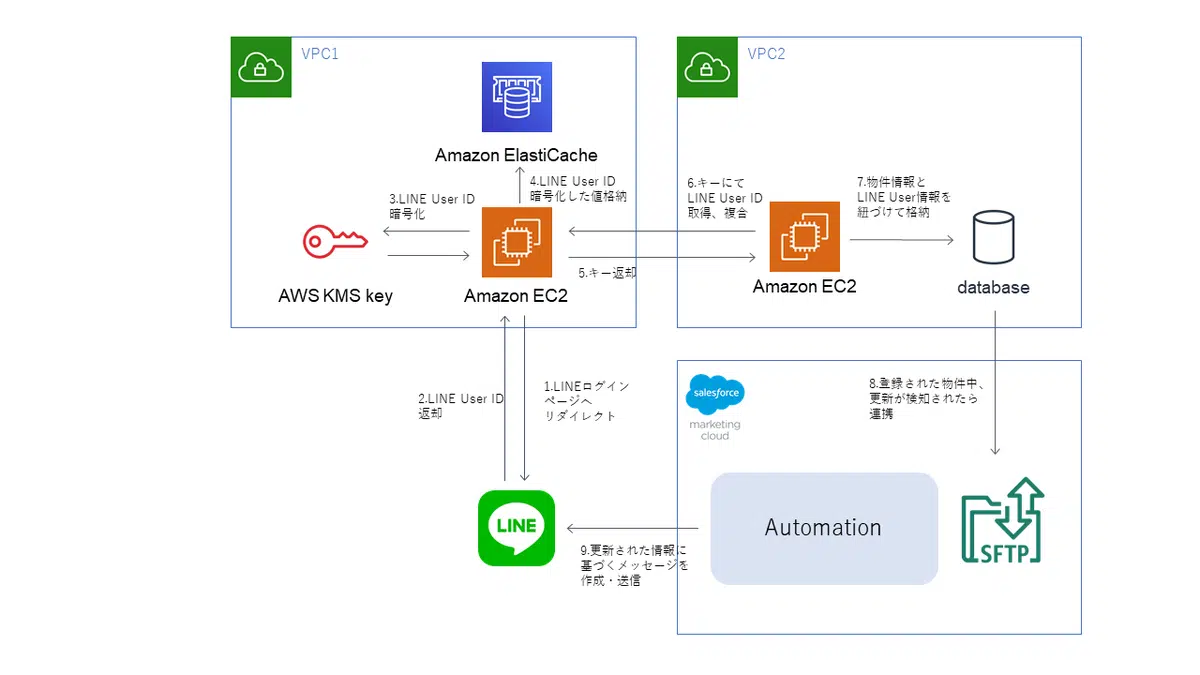 VPC1
Amazon ElastiCache
3.LINE User ID
暗号化
4.LINE User ID
暗号化した値格納
AWS KMS key
Amazon EC2
5.キー返却
VPC2
6.キーにて
LINE User ID
取得、複合
7.物件情報と
LINE User情報を
紐づけて格納
Amazon EC2
database
2.LINE User ID
返却
1.LINEログイン
ページへ
リダイレクト
LINE
salesforce
marketing
cloud
8.登録された物件中、
更新が検知されたら
連携
Automation
SFTP
9.更新された情報に
基づくメッセージを
作成・送信